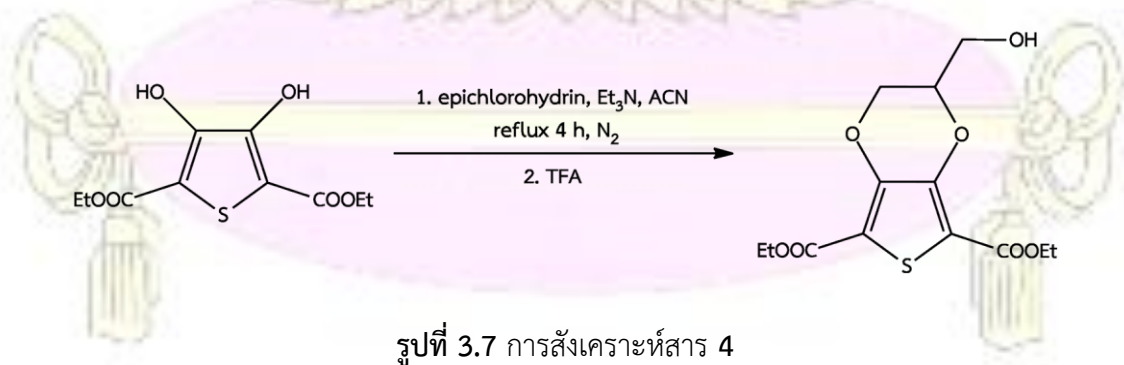 OH
HO
OH
EtOOC
COOEt
S
1. epichlorohydrin, Et₃N, ACN
reflux 4 h, N₂
2. TFA
O
O
EtOOC
COOEt
S
รูปที่ 3.7 การสังเคราะห์สาร 4